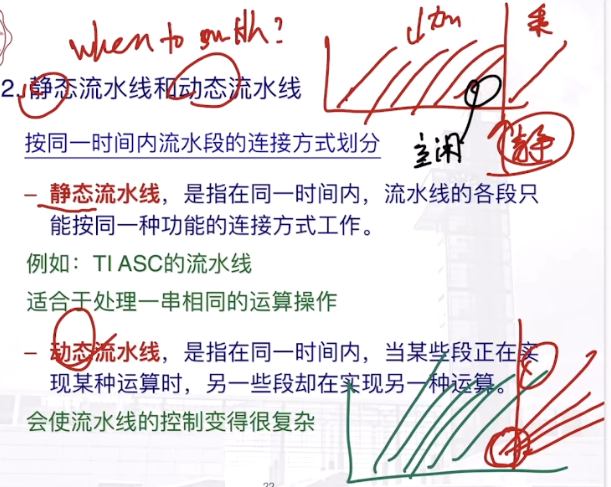 when to switch?
↓加 乘
2. 静态流水线和动态流水线
空闲 静
按同一时间内流水段的连接方式划分
– 静态流水线，是指在同一时间内，流水线的各段只
能按同一种功能的连接方式工作。
例如：TI ASC的流水线
适合于处理一串相同的运算操作
– 动态流水线，是指在同一时间内，当某些段正在实
现某种运算时，另一些段却在实现另一种运算。
会使流水线的控制变得很复杂